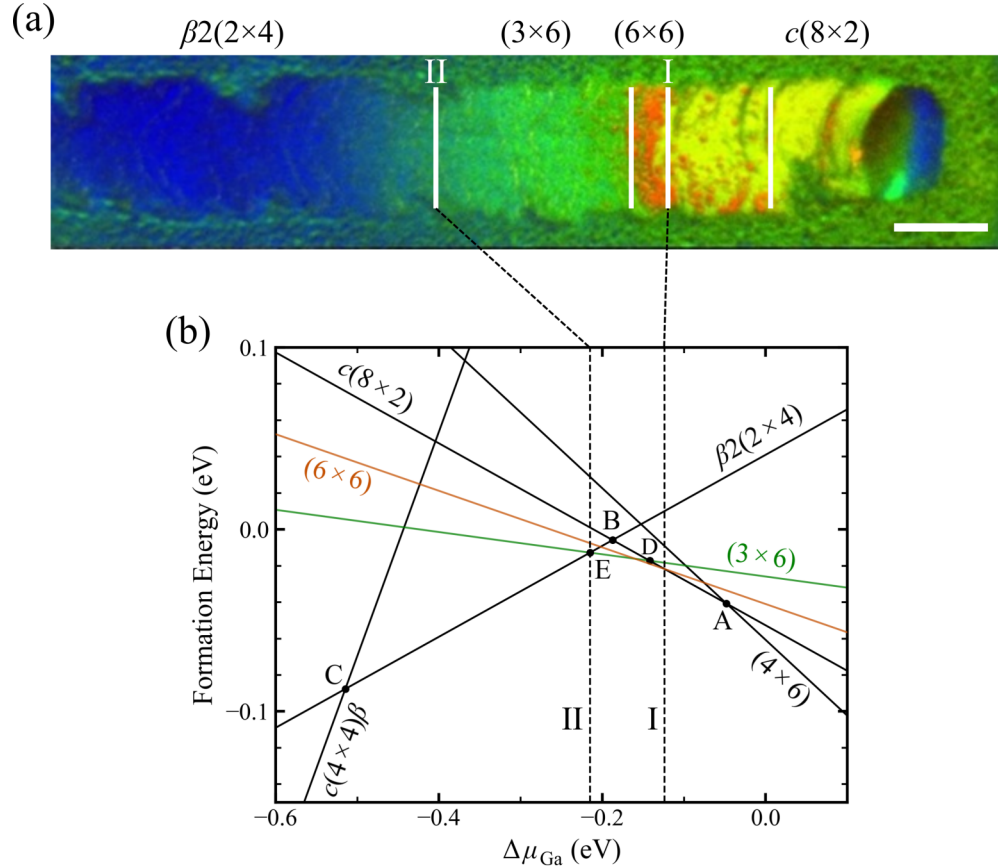 (a)
β2(2×4) (3×6) (6×6) c(8×2)
II I
(b)
0.1
0.0
−0.1
Formation Energy (eV)
c(8×2)
(6×6)
β2(2×4)
B
D
E
(3×6)
A
(4×6)
C
c(4×4)β
II I
−0.6 −0.4 −0.2 0.0
Δμ_Ga (eV)